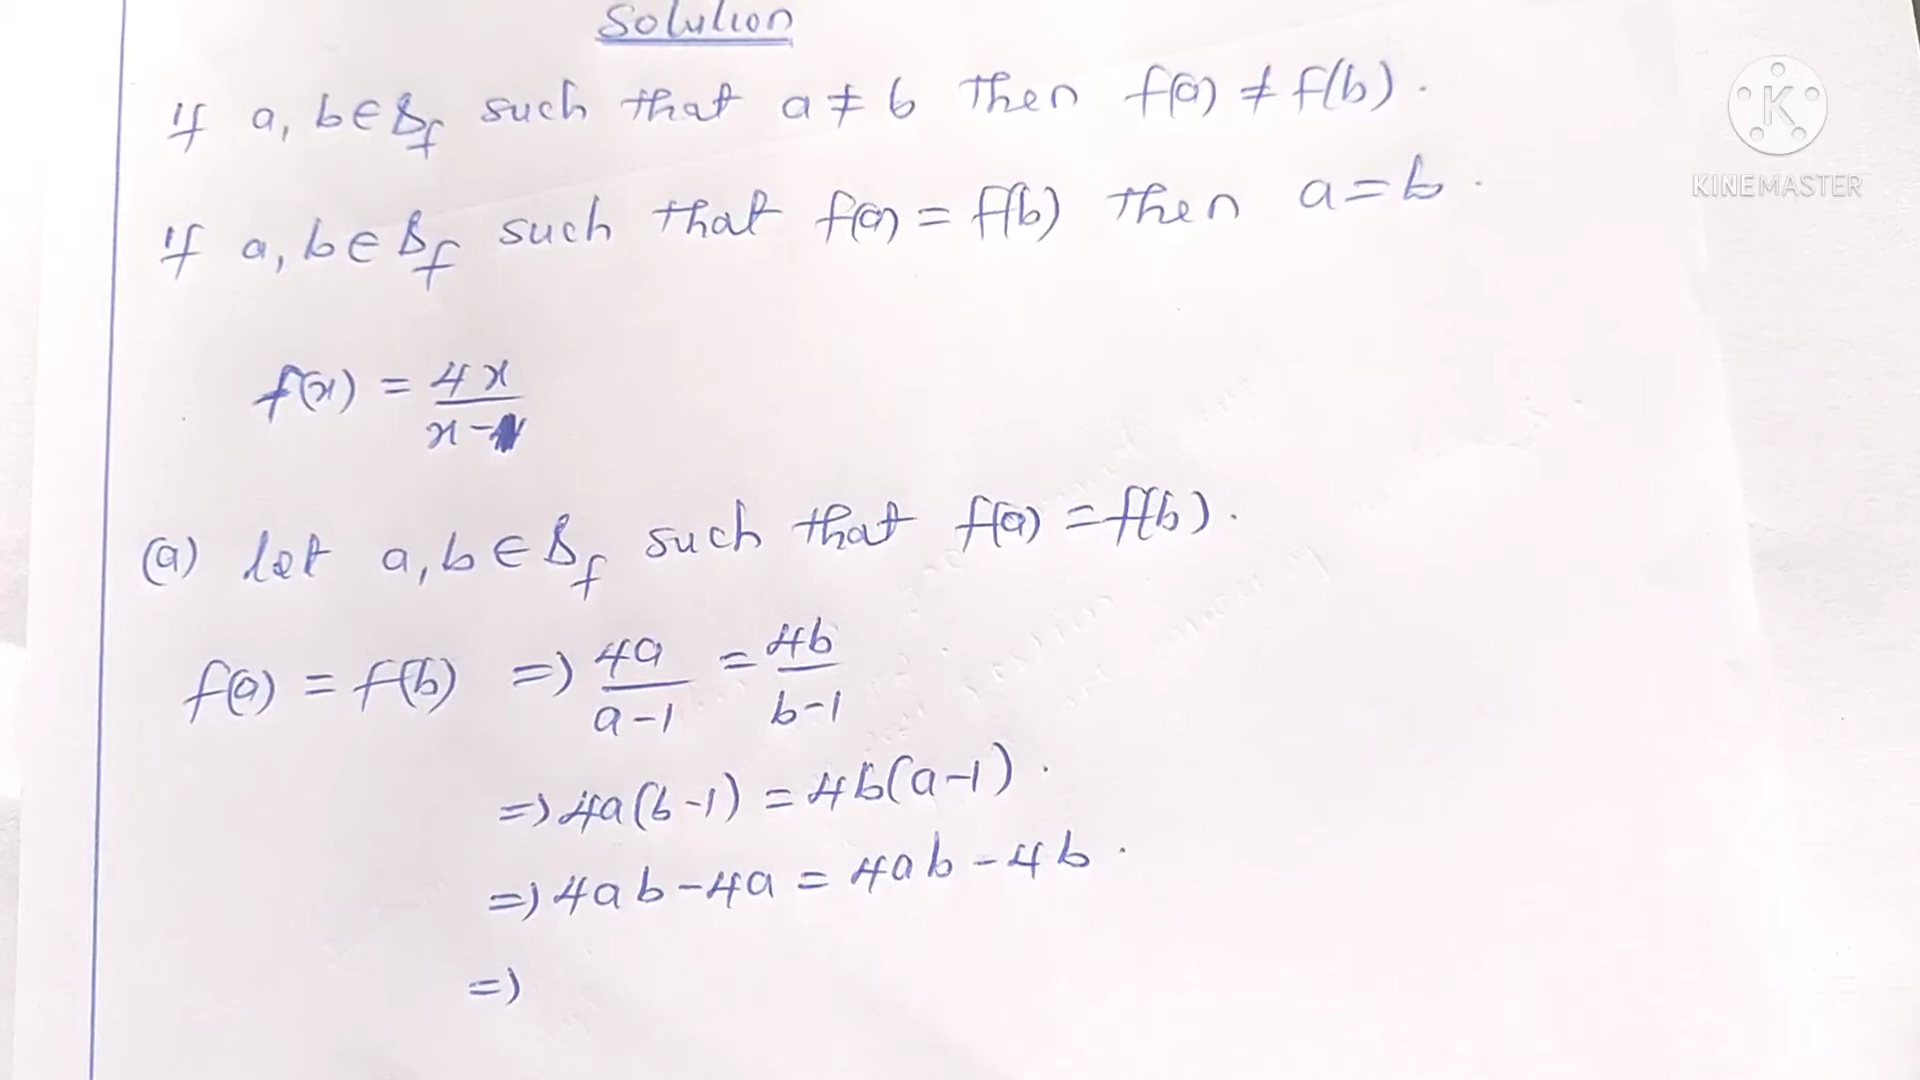 Solution
If a, b ∈ D_f such that a ≠ b then f(a) ≠ f(b).
If a, b ∈ D_f such that f(a) = f(b) then a = b.
KINEMASTER
f(x) = 4x / x-1
(a) let a, b ∈ D_f such that f(a) = f(b).
f(a) = f(b) => 4a / a-1 = 4b / b-1
=> 4a(b-1) = 4b(a-1).
=> 4ab - 4a = 4ab - 4b.
=>